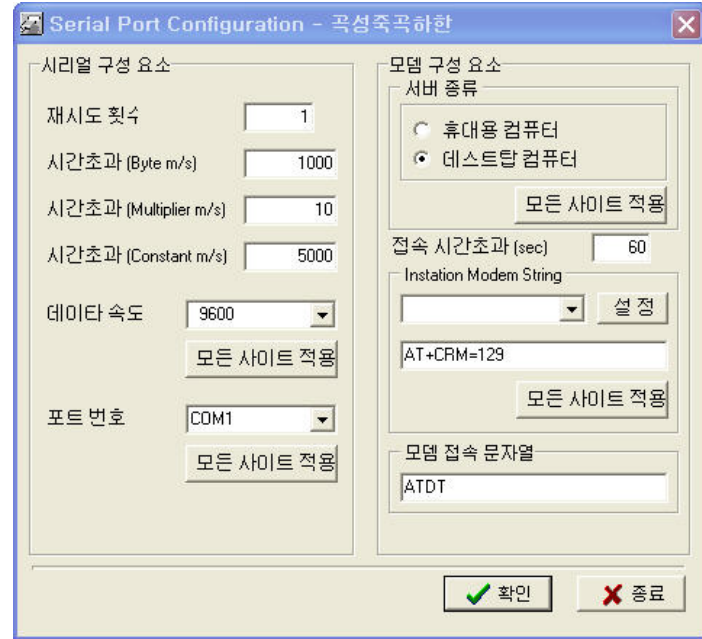 Serial Port Configuration - 곡성죽곡하한
시리얼 구성 요소
재시도 횟수
1
시간초과 (Byte m/s)
1000
시간초과 (Multiplier m/s)
10
시간초과 (Constant m/s)
5000
데이타 속도
9600
모든 사이트 적용
포트 번호
COM1
모든 사이트 적용
모뎀 구성 요소
서버 종류
휴대용 컴퓨터
데스트탑 컴퓨터
모든 사이트 적용
접속 시간초과 (sec)
60
Instation Modem String
설 정
AT+CRM=129
모든 사이트 적용
모뎀 접속 문자열
ATDT
확인
종료